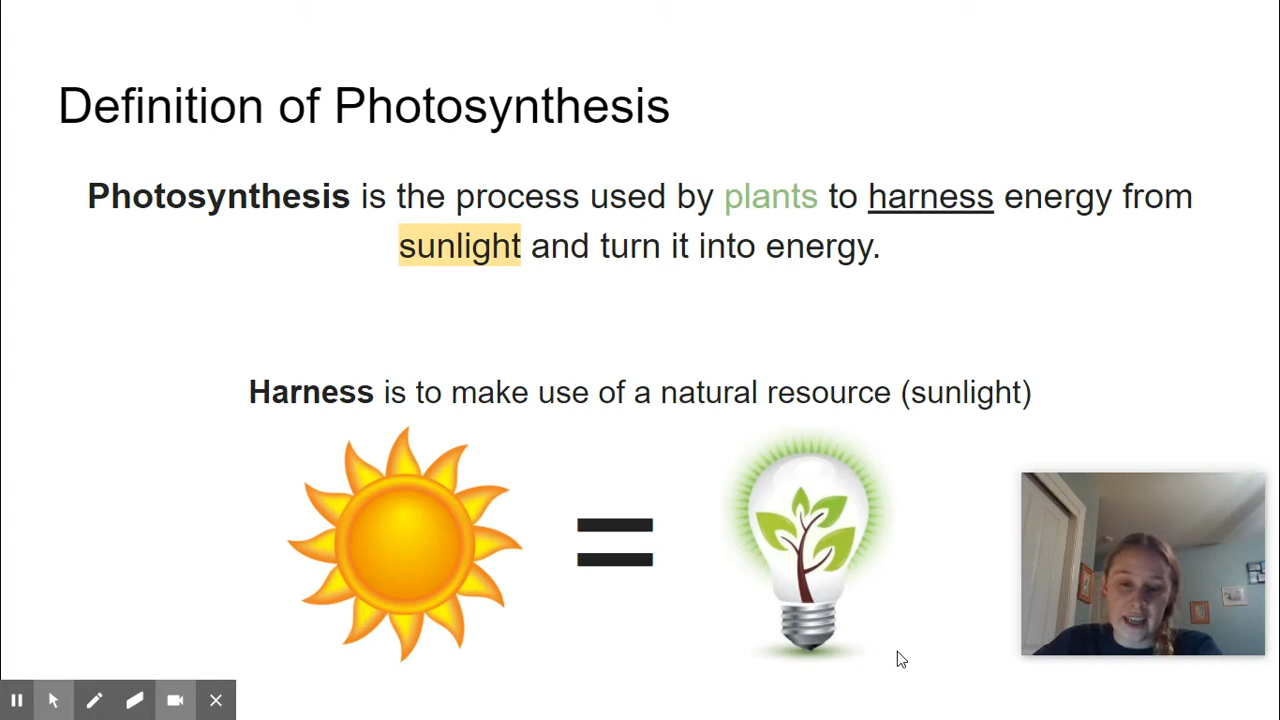 Definition of Photosynthesis
Photosynthesis is the process used by plants to harness energy from
sunlight and turn it into energy.
Harness is to make use of a natural resource (sunlight)
=